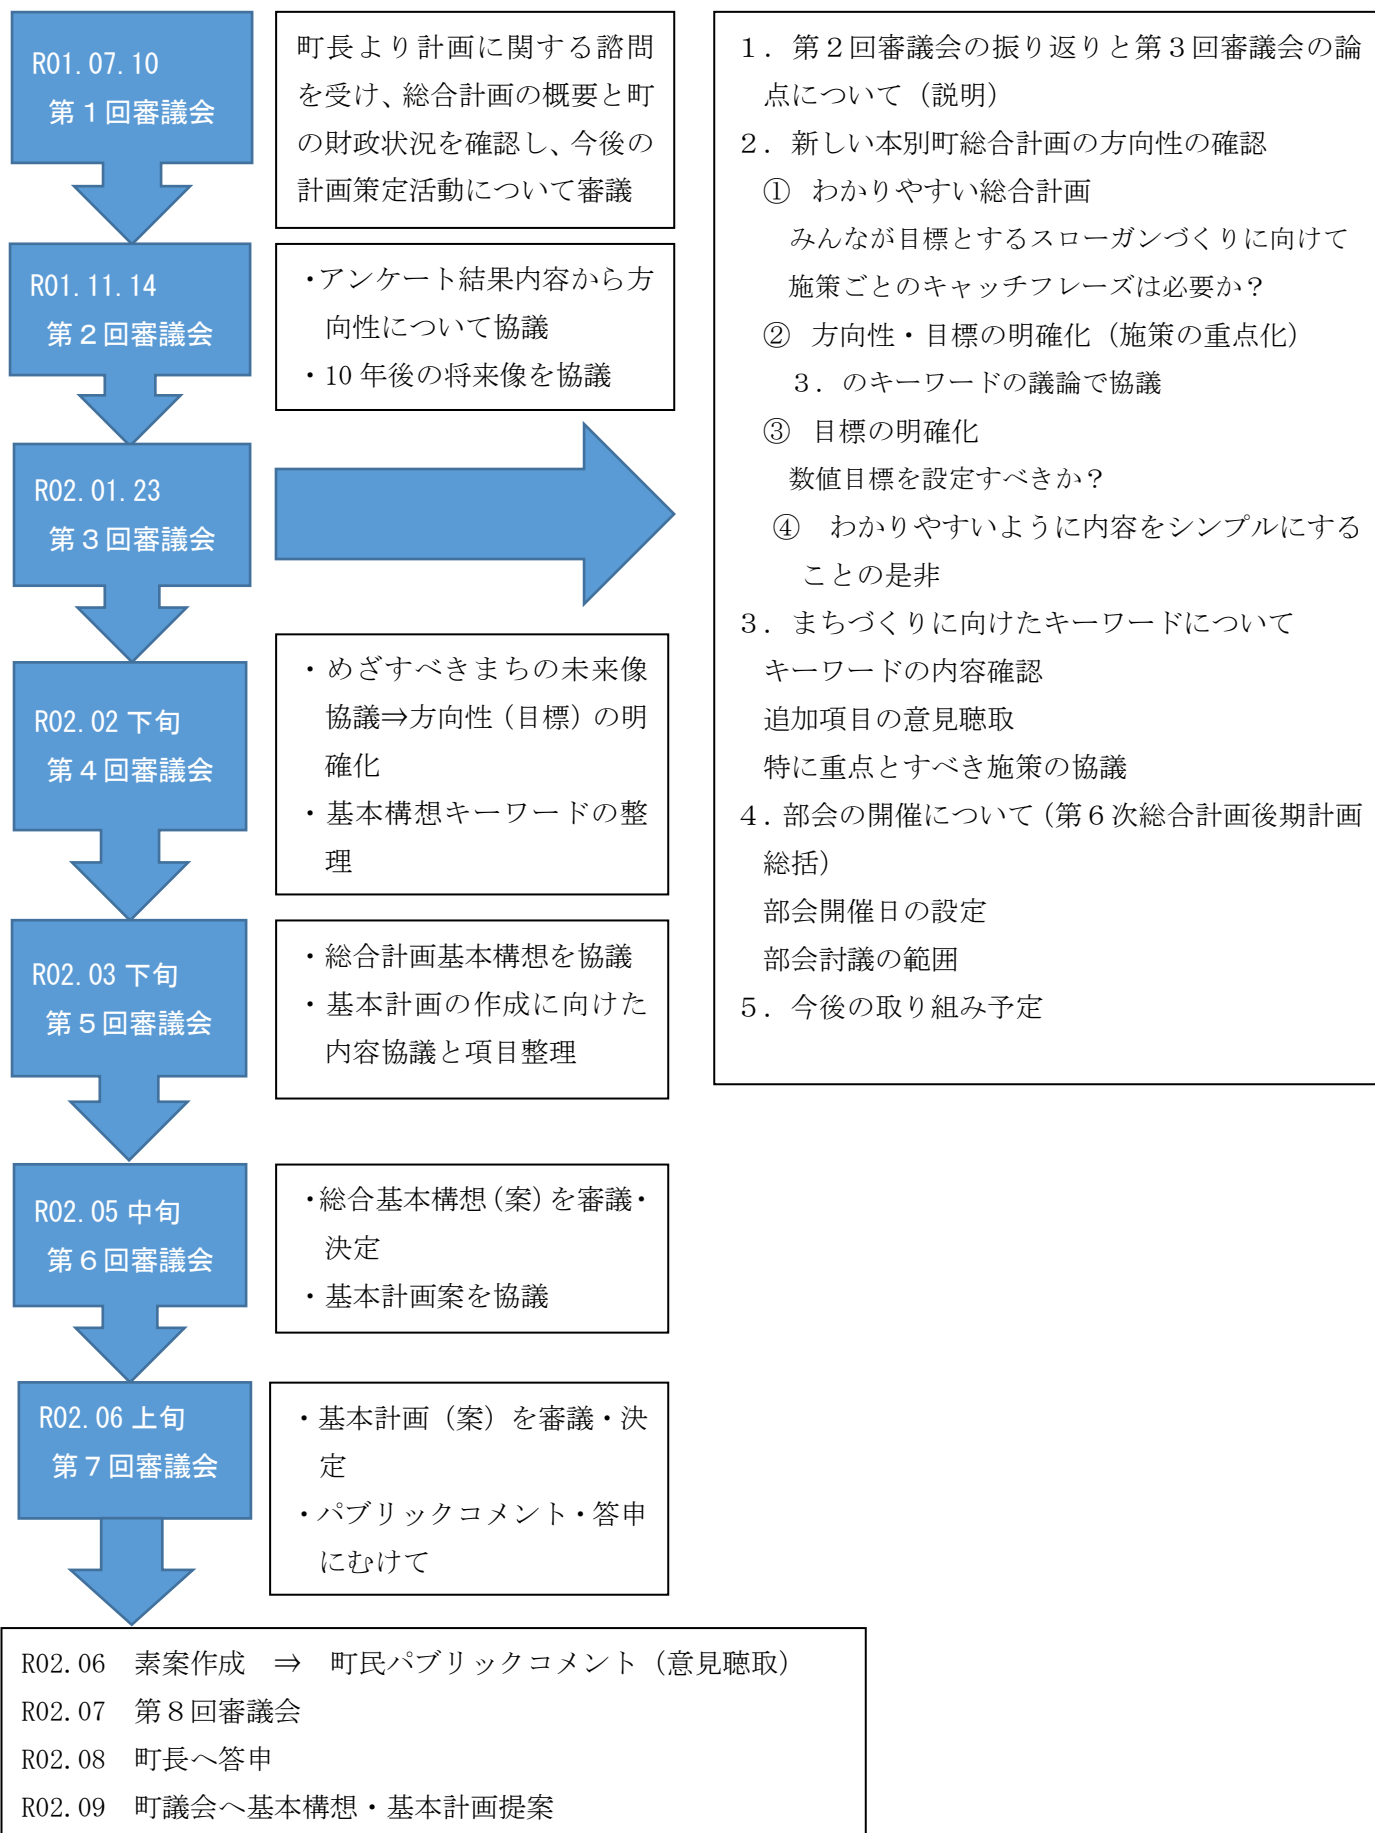 R01.07.10
第1回審議会
町長より計画に関する諮問
を受け、総合計画の概要と町
の財政状況を確認し、今後の
計画策定活動について審議
R01.11.14
第2回審議会
・アンケート結果内容から方
向性について協議
・10年後の将来像を協議
R02.01.23
第3回審議会
1．第2回審議会の振り返りと第3回審議会の論
点について（説明）
2．新しい本別町総合計画の方向性の確認
① わかりやすい総合計画
みんなが目標とするスローガンづくりに向けて
施策ごとのキャッチフレーズは必要か？
② 方向性・目標の明確化（施策の重点化）
3．のキーワードの議論で協議
③ 目標の明確化
数値目標を設定すべきか？
④ わかりやすいように内容をシンプルにする
ことの是非
3．まちづくりに向けたキーワードについて
キーワードの内容確認
追加項目の意見聴取
特に重点とすべき施策の協議
4．部会の開催について（第6次総合計画後期計画
総括）
部会開催日の設定
部会討議の範囲
5．今後の取り組み予定
R02.02下旬
第4回審議会
・めざすべきまちの未来像
協議⇒方向性（目標）の明
確化
・基本構想キーワードの整
理
R02.03下旬
第5回審議会
・総合計画基本構想を協議
・基本計画の作成に向けた
内容協議と項目整理
R02.05中旬
第6回審議会
・総合基本構想（案）を審議・
決定
・基本計画案を協議
R02.06上旬
第7回審議会
・基本計画（案）を審議・決
定
・パブリックコメント・答申
にむけて
R02.06 素案作成 ⇒ 町民パブリックコメント（意見聴取）
R02.07 第8回審議会
R02.08 町長へ答申
R02.09 町議会へ基本構想・基本計画提案